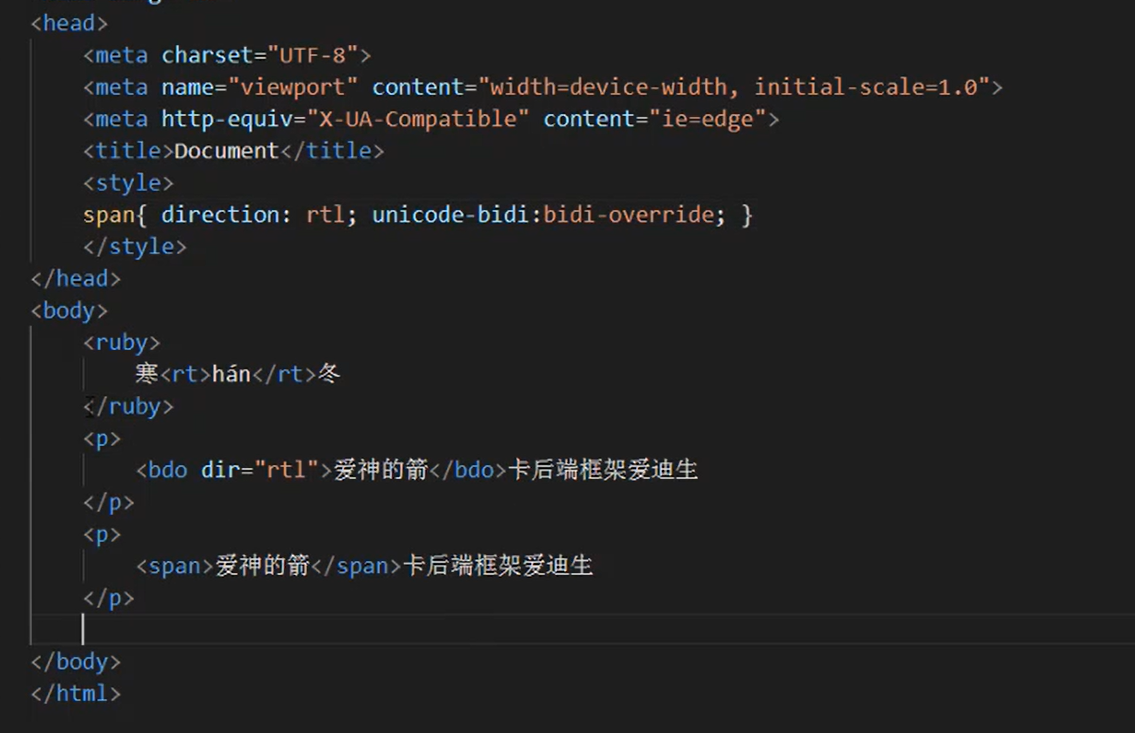 <head>
<meta charset="UTF-8">
<meta name="viewport" content="width=device-width, initial-scale=1.0">
<meta http-equiv="X-UA-Compatible" content="ie=edge">
<title>Document</title>
<style>
span{ direction: rtl; unicode-bidi:bidi-override; }
</style>
</head>
<body>
<ruby>
寒<rt>hán</rt>冬
</ruby>
<p>
<bdo dir="rtl">爱神的箭</bdo>卡后端框架爱迪生
</p>
<p>
<span>爱神的箭</span>卡后端框架爱迪生
</p>
</body>
</html>